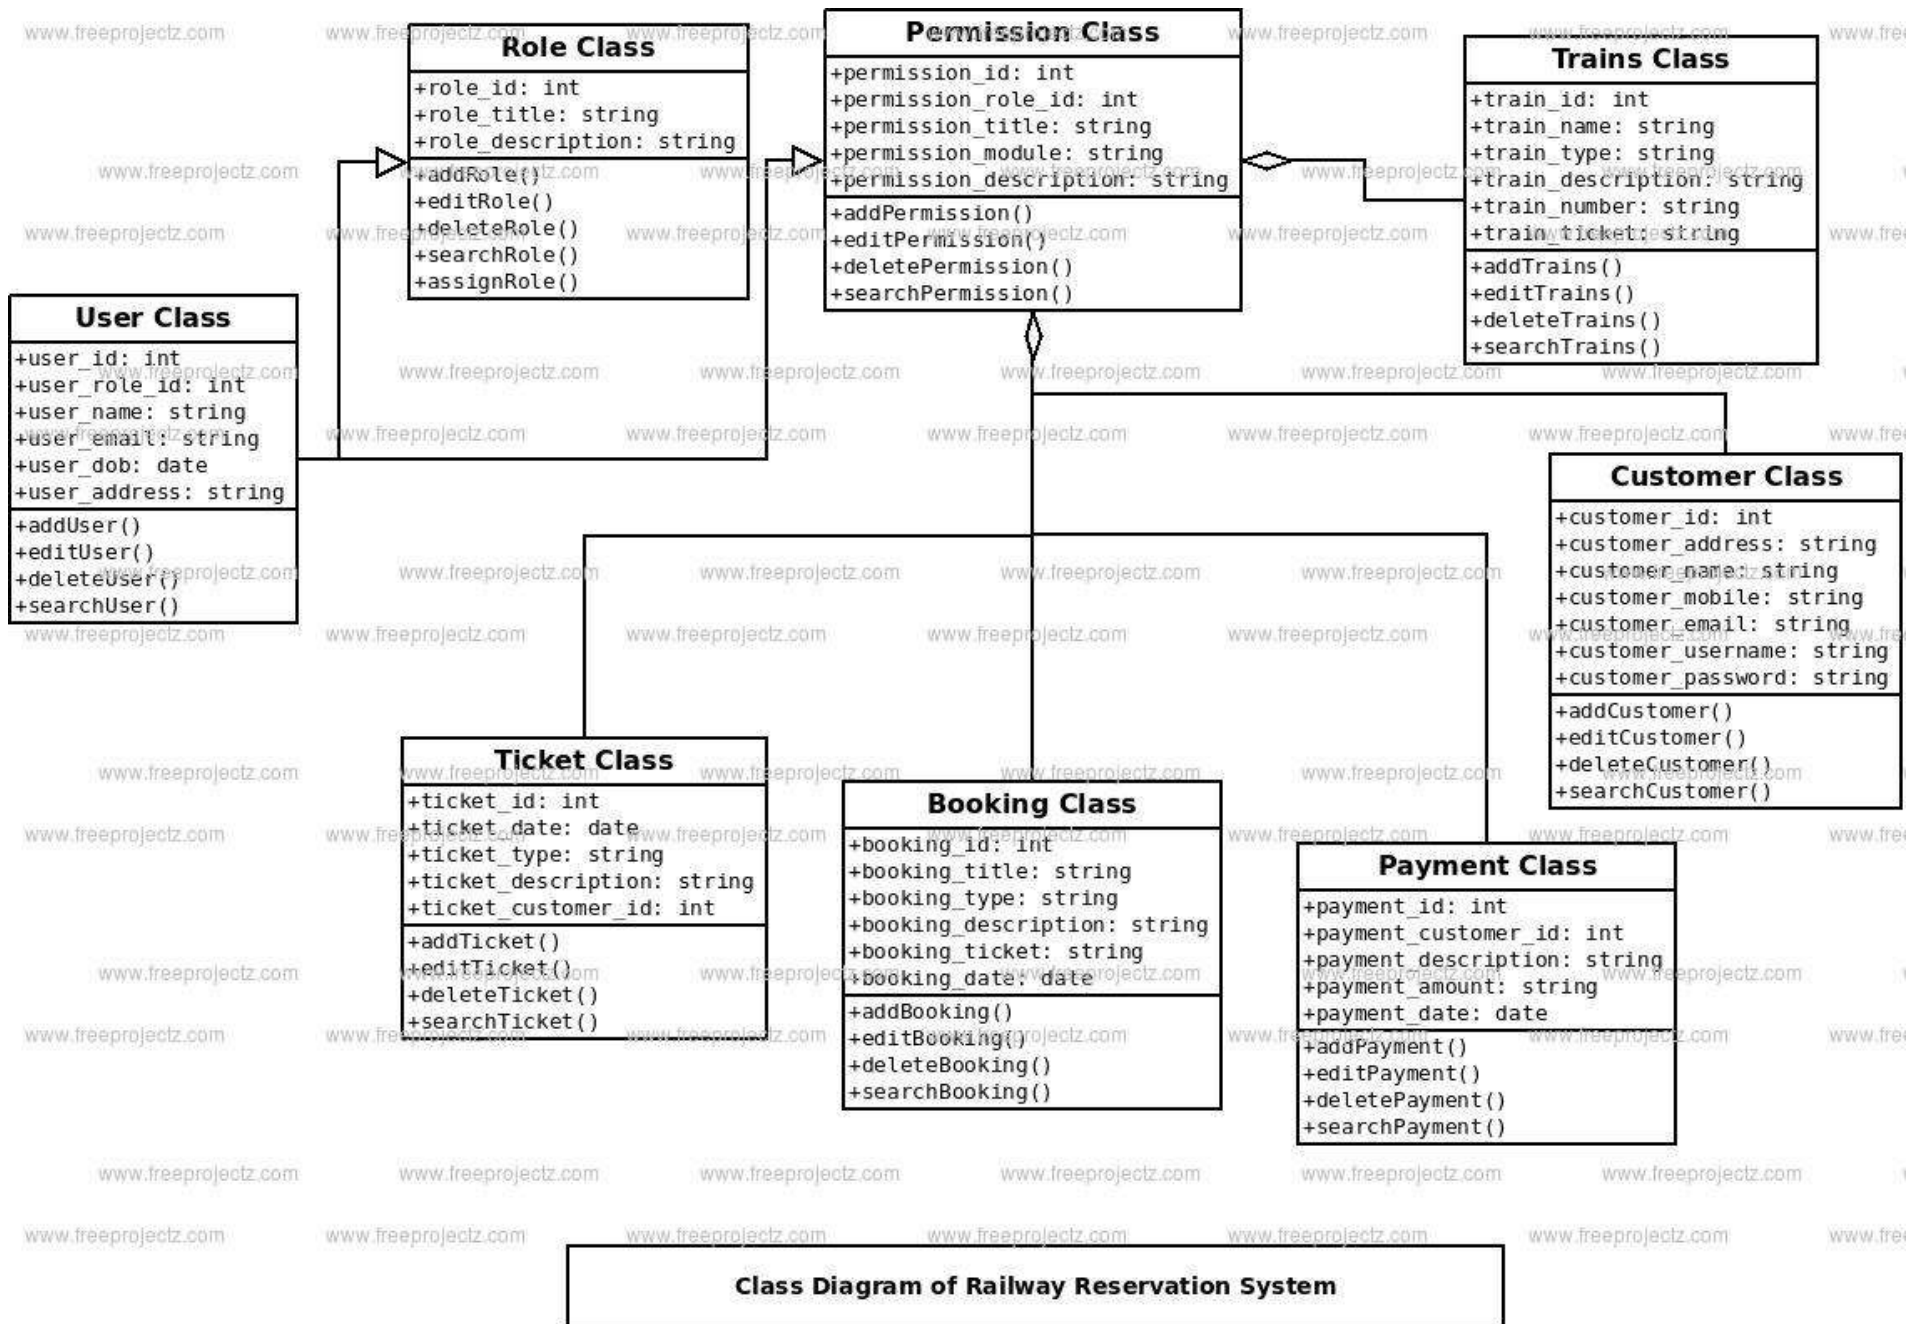 Role Class
+role_id: int
+role_title: string
+role_description: string
+addRole()
+editRole()
+deleteRole()
+searchRole()
+assignRole()
Permission Class
+permission_id: int
+permission_role_id: int
+permission_title: string
+permission_module: string
+permission_description: string
+addPermission()
+editPermission()
+deletePermission()
+searchPermission()
Trains Class
+train_id: int
+train_name: string
+train_type: string
+train_description: string
+train_number: string
+train_ticket: string
+addTrains()
+editTrains()
+deleteTrains()
+searchTrains()
User Class
+user_id: int
+user_role_id: int
+user_name: string
+user_email: string
+user_dob: date
+user_address: string
+addUser()
+editUser()
+deleteUser()
+searchUser()
Customer Class
+customer_id: int
+customer_address: string
+customer_name: string
+customer_mobile: string
+customer_email: string
+customer_username: string
+customer_password: string
+addCustomer()
+editCustomer()
+deleteCustomer()
+searchCustomer()
Ticket Class
+ticket_id: int
+ticket_date: date
+ticket_type: string
+ticket_description: string
+ticket_customer_id: int
+addTicket()
+editTicket()
+deleteTicket()
+searchTicket()
Booking Class
+booking_id: int
+booking_title: string
+booking_type: string
+booking_description: string
+booking_ticket: string
+booking_date: date
+addBooking()
+editBooking()
+deleteBooking()
+searchBooking()
Payment Class
+payment_id: int
+payment_customer_id: int
+payment_description: string
+payment_amount: string
+payment_date: date
+addPayment()
+editPayment()
+deletePayment()
+searchPayment()
Class Diagram of Railway Reservation System
www.freeprojectz.com